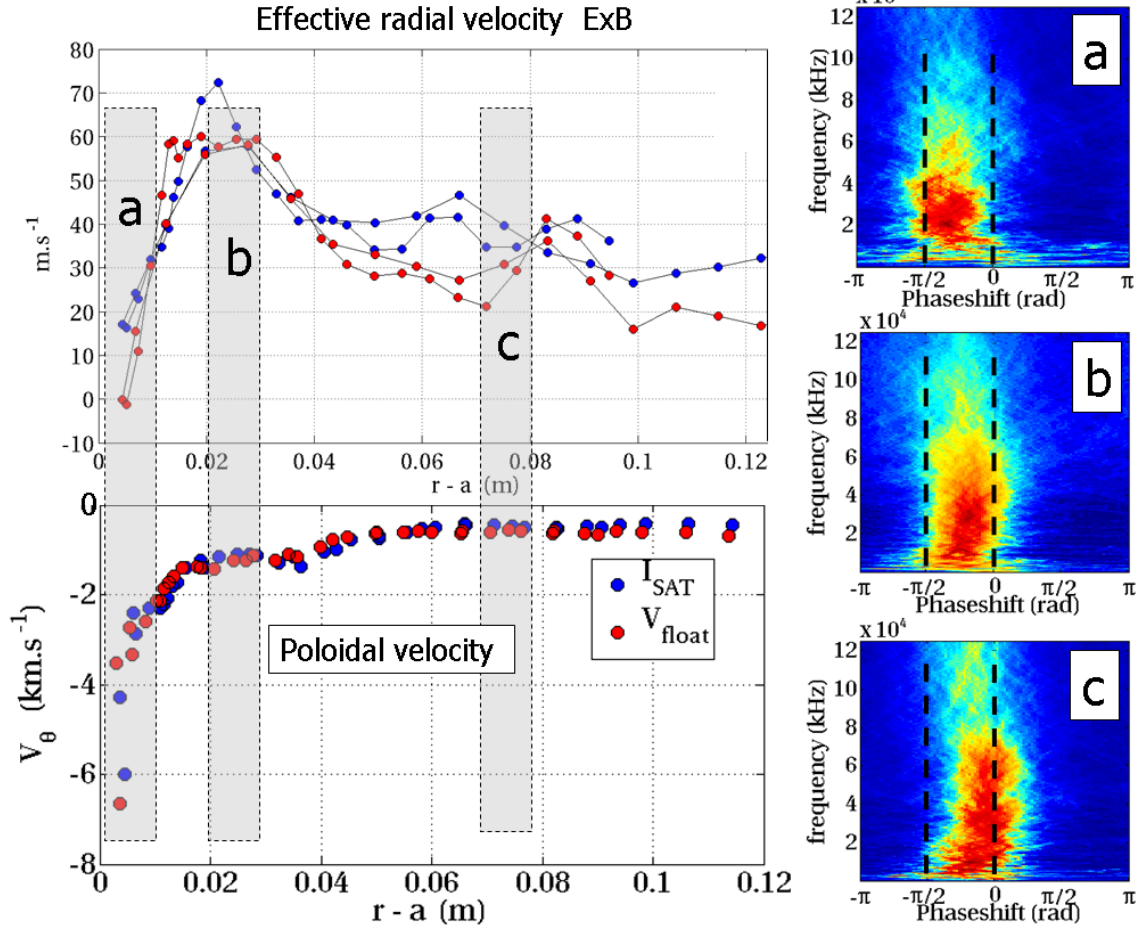 Effective radial velocity ExB
80
70
60
50
40
30
20
10
0
-10
m.s⁻¹
a
b
c
0
0.02
0.04
0.06
0.08
0.1
0.12
r - a (m)
0
-2
-4
-6
-8
V_θ (km.s⁻¹)
I_SAT
V_float
Poloidal velocity
0
0.02
0.04
0.06
0.08
0.1
0.12
r - a (m)
a
12
10
8
6
4
2
frequency (kHz)
-π
-π/2
0
π/2
π
Phaseshift (rad)
x 10⁴
b
12
10
8
6
4
2
frequency (kHz)
-π
-π/2
0
π/2
π
Phaseshift (rad)
x 10⁴
c
12
10
8
6
4
2
frequency (kHz)
-π
-π/2
0
π/2
π
Phaseshift (rad)